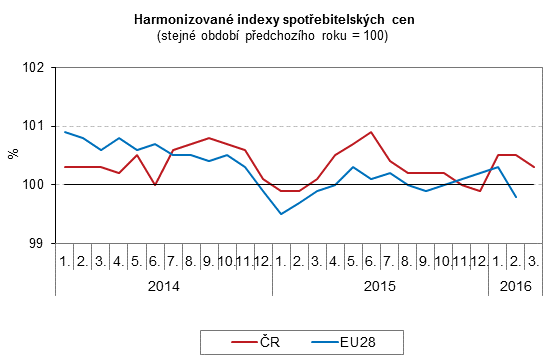 Harmonizované indexy spotřebitelských cen
(stejné období předchozího roku = 100)
102
101
100
99
%
1. 2. 3. 4. 5. 6. 7. 8. 9. 10. 11. 12. 1. 2. 3. 4. 5. 6. 7. 8. 9. 10. 11. 12. 1. 2. 3.
2014 2015 2016
ČR EU28